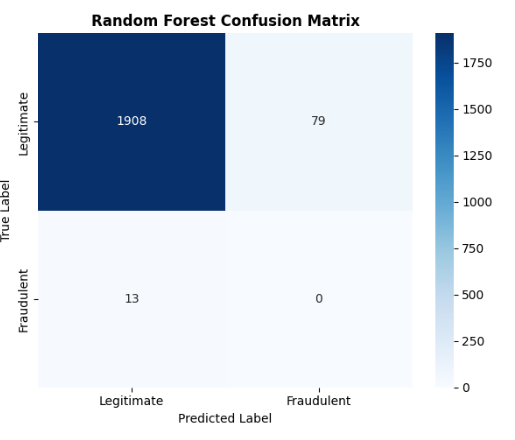 Random Forest Confusion Matrix
True Label
Legitimate
Fraudulent
1908
79
13
0
Legitimate
Fraudulent
Predicted Label
1750
1500
1250
1000
750
500
250
0